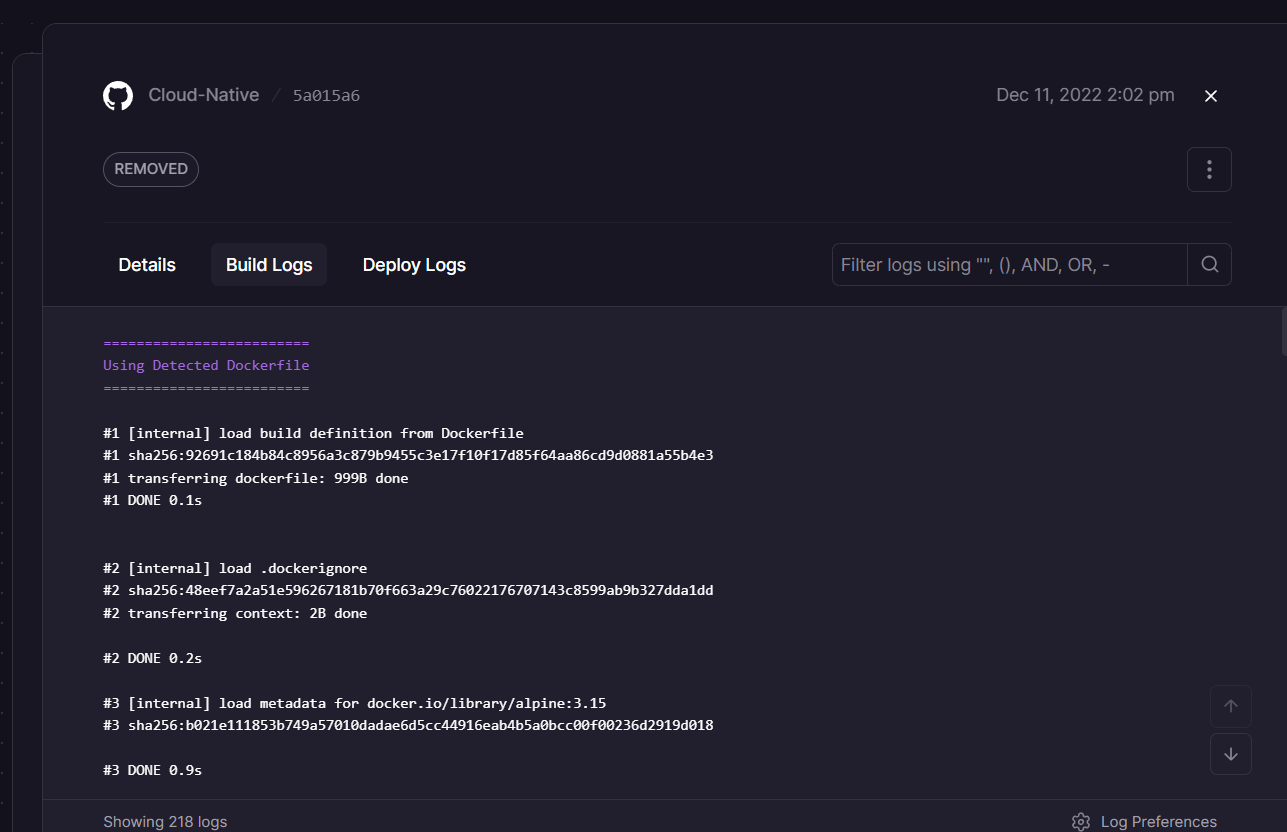 Cloud-Native / 5a015a6
Dec 11, 2022 2:02 pm
REMOVED
Details
Build Logs
Deploy Logs
Filter logs using "", (), AND, OR, -
=========================
Using Detected Dockerfile
=========================
#1 [internal] load build definition from Dockerfile
#1 sha256:92691c184b84c8956a3c879b9455c3e17f10f17d85f64aa86cd9d0881a55b4e3
#1 transferring dockerfile: 999B done
#1 DONE 0.1s
#2 [internal] load .dockerignore
#2 sha256:48eef7a2a51e596267181b70f663a29c76022176707143c8599ab9b327dda1dd
#2 transferring context: 2B done
#2 DONE 0.2s
#3 [internal] load metadata for docker.io/library/alpine:3.15
#3 sha256:b021e111853b749a57010dadae6d5cc44916eab4b5a0bcc00f00236d2919d018
#3 DONE 0.9s
Showing 218 logs
Log Preferences